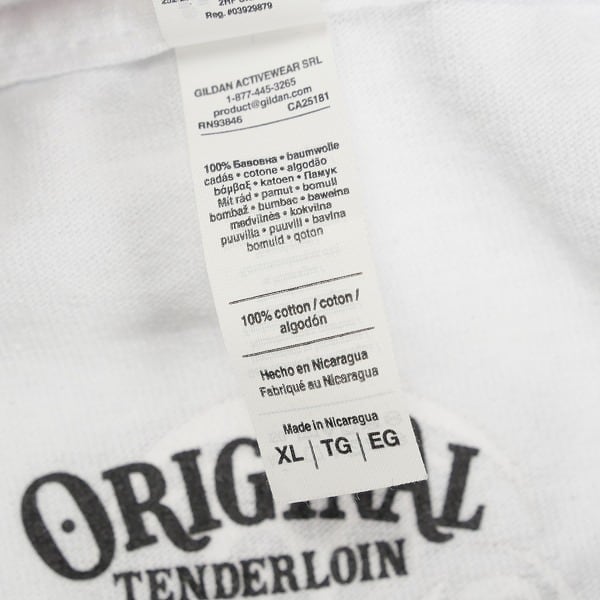 Reg. #03929879
GILDAN ACTIVEWEAR SRL
1-877-445-3265
product@gildan.com
RN93846 CA25181
100% Бавовна • baumwolle
cadás • cotone • algodão
βάμβαξ • katoen • Памук
Mit rád • pamut • bomull
bombaž • bumbac • bawełna
medvilnės • kokvilna
puuvilla • puuvill • bavlna
bomuld • qoton
100% cotton / coton /
algodón
Hecho en Nicaragua
Fabriqué au Nicaragua
Made in Nicaragua
XL | TG | EG
ORIGINAL
TENDERLOIN